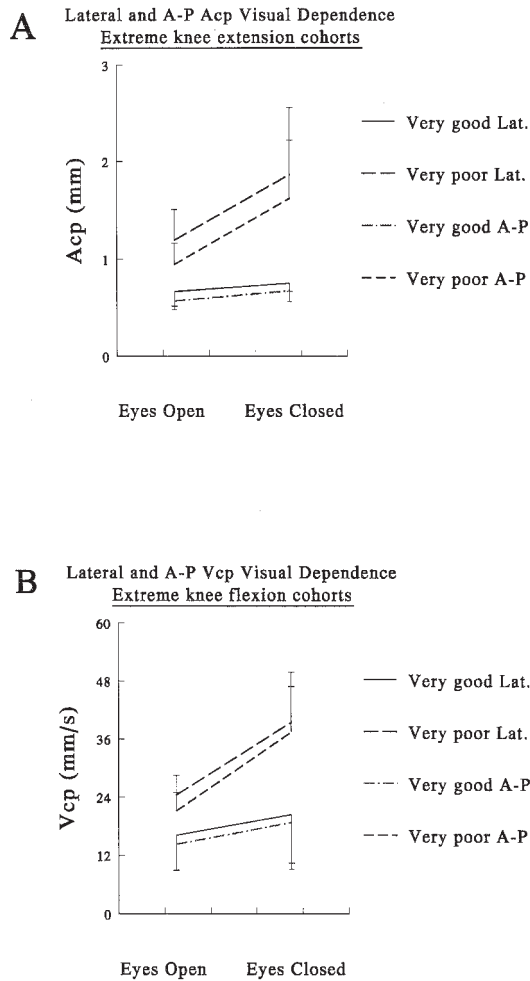 A
Lateral and A-P Acp Visual Dependence
Extreme knee extension cohorts
3
2
1
0
Acp (mm)
Eyes Open Eyes Closed
Very good Lat.
Very poor Lat.
Very good A-P
Very poor A-P
B
Lateral and A-P Vcp Visual Dependence
Extreme knee flexion cohorts
60
48
36
24
12
0
Vcp (mm/s)
Eyes Open Eyes Closed
Very good Lat.
Very poor Lat.
Very good A-P
Very poor A-P